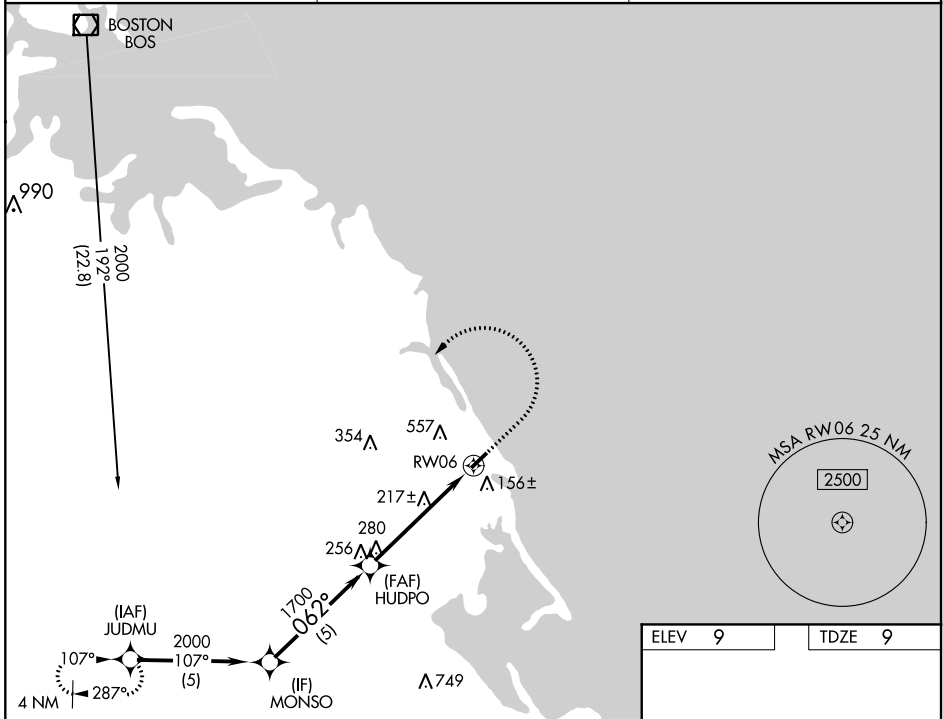 BOSTON
BOS
990
2000
192°
(22.8)
354
557
RW06
156±
217±
280
256
(FAF)
HUDPO
1700
062°
(5)
(IAF)
JUDMU
2000
107°
(5)
107°
287°
4 NM
(IF)
MONSO
749
MSA RW06 25 NM
2500
ELEV 9
TDZE 9